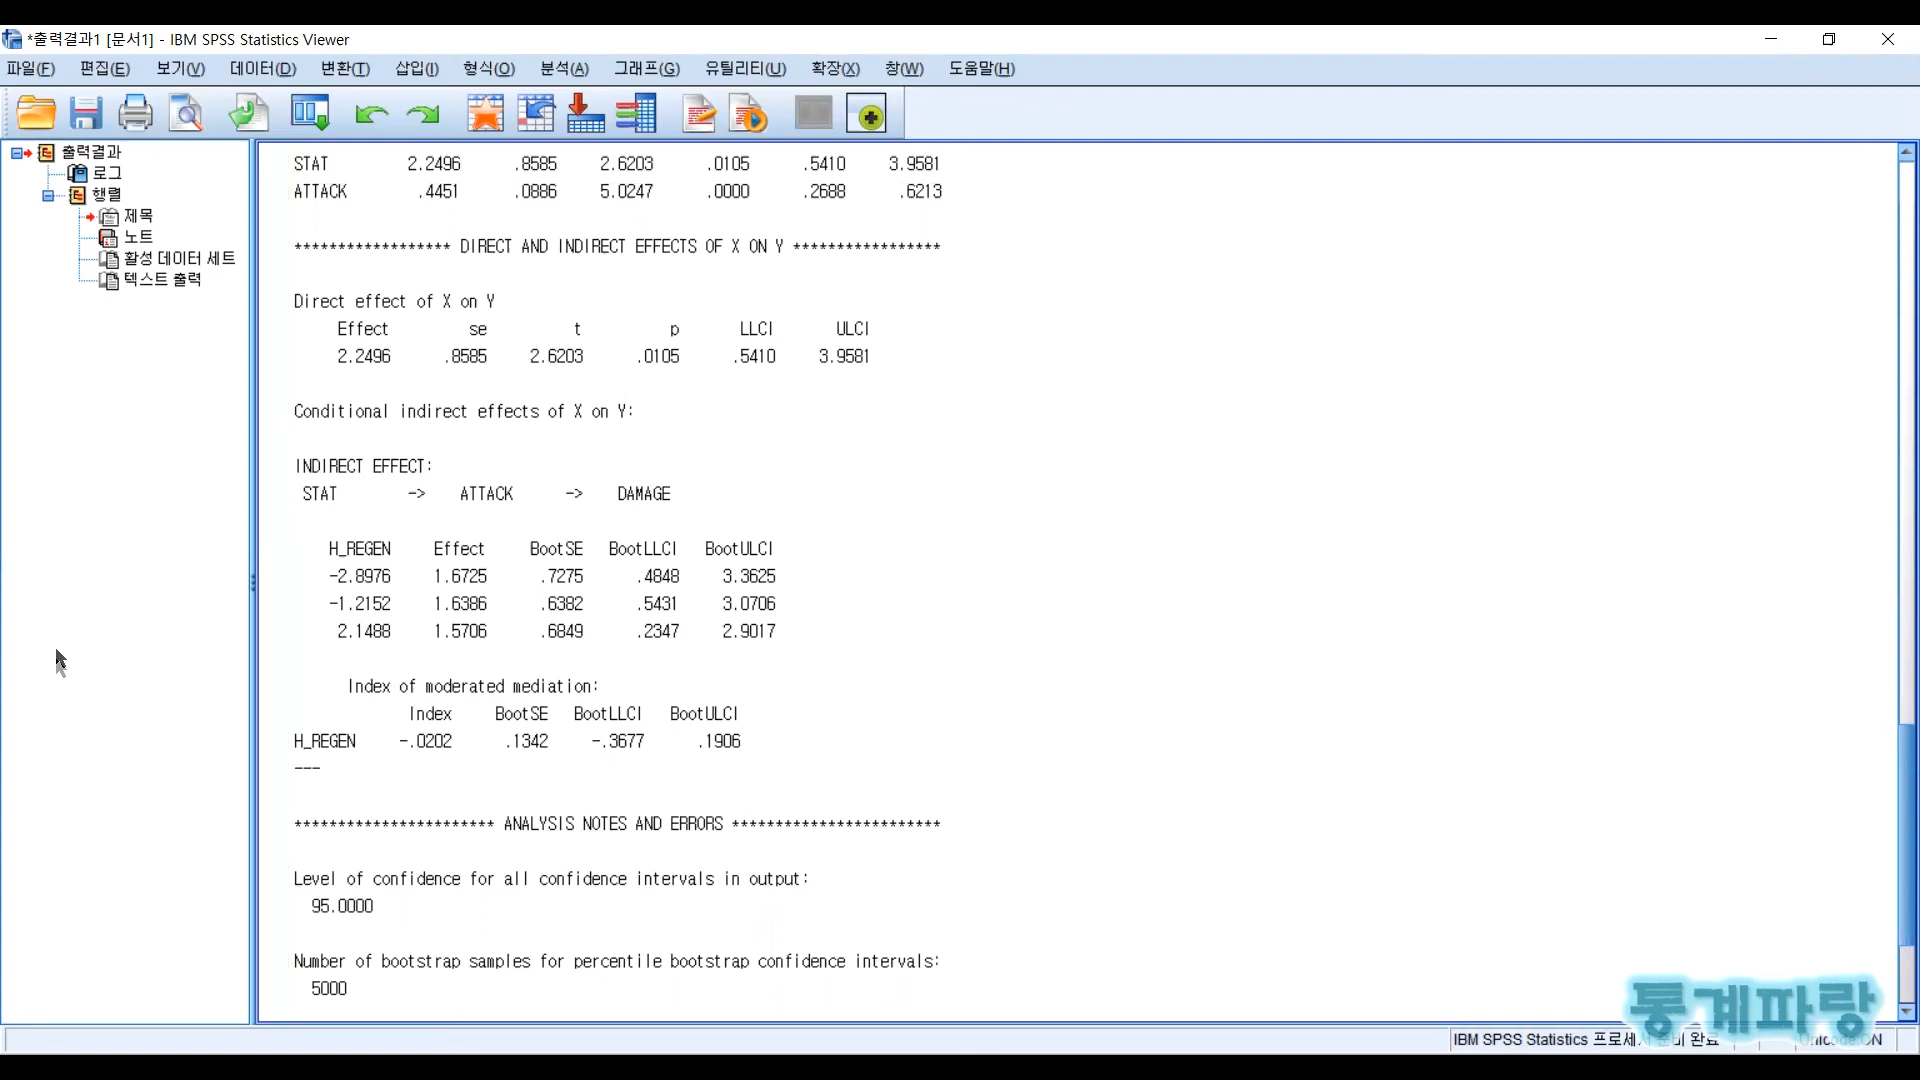 *출력결과1 [문서1] - IBM SPSS Statistics Viewer
파일(F) 편집(E) 보기(V) 데이터(D) 변환(T) 삽입(I) 형식(O) 분석(A) 그래프(G) 유틸리티(U) 확장(X) 창(W) 도움말(H)
출력결과
로그
행렬
제목
노트
활성 데이터 세트
텍스트 출력
STAT 2.2496 .8585 2.6203 .0105 .5410 3.9581
ATTACK .4451 .0886 5.0247 .0000 .2688 .6213
****************** DIRECT AND INDIRECT EFFECTS OF X ON Y *****************
Direct effect of X on Y
Effect se t p LLCI ULCI
2.2496 .8585 2.6203 .0105 .5410 3.9581
Conditional indirect effects of X on Y:
INDIRECT EFFECT:
STAT -> ATTACK -> DAMAGE
H_REGEN Effect BootSE BootLLCI BootULCI
-2.8976 1.6725 .7275 .4848 3.3625
-1.2152 1.6386 .6382 .5431 3.0706
2.1488 1.5706 .6849 .2347 2.9017
Index of moderated mediation:
Index BootSE BootLLCI BootULCI
H_REGEN -.0202 .1342 -.3677 .1906
---
*********************** ANALYSIS NOTES AND ERRORS ************************
Level of confidence for all confidence intervals in output:
95.0000
Number of bootstrap samples for percentile bootstrap confidence intervals:
5000
통계파랑
IBM SPSS Statistics 프로세서 준비 완료 Unicode:ON